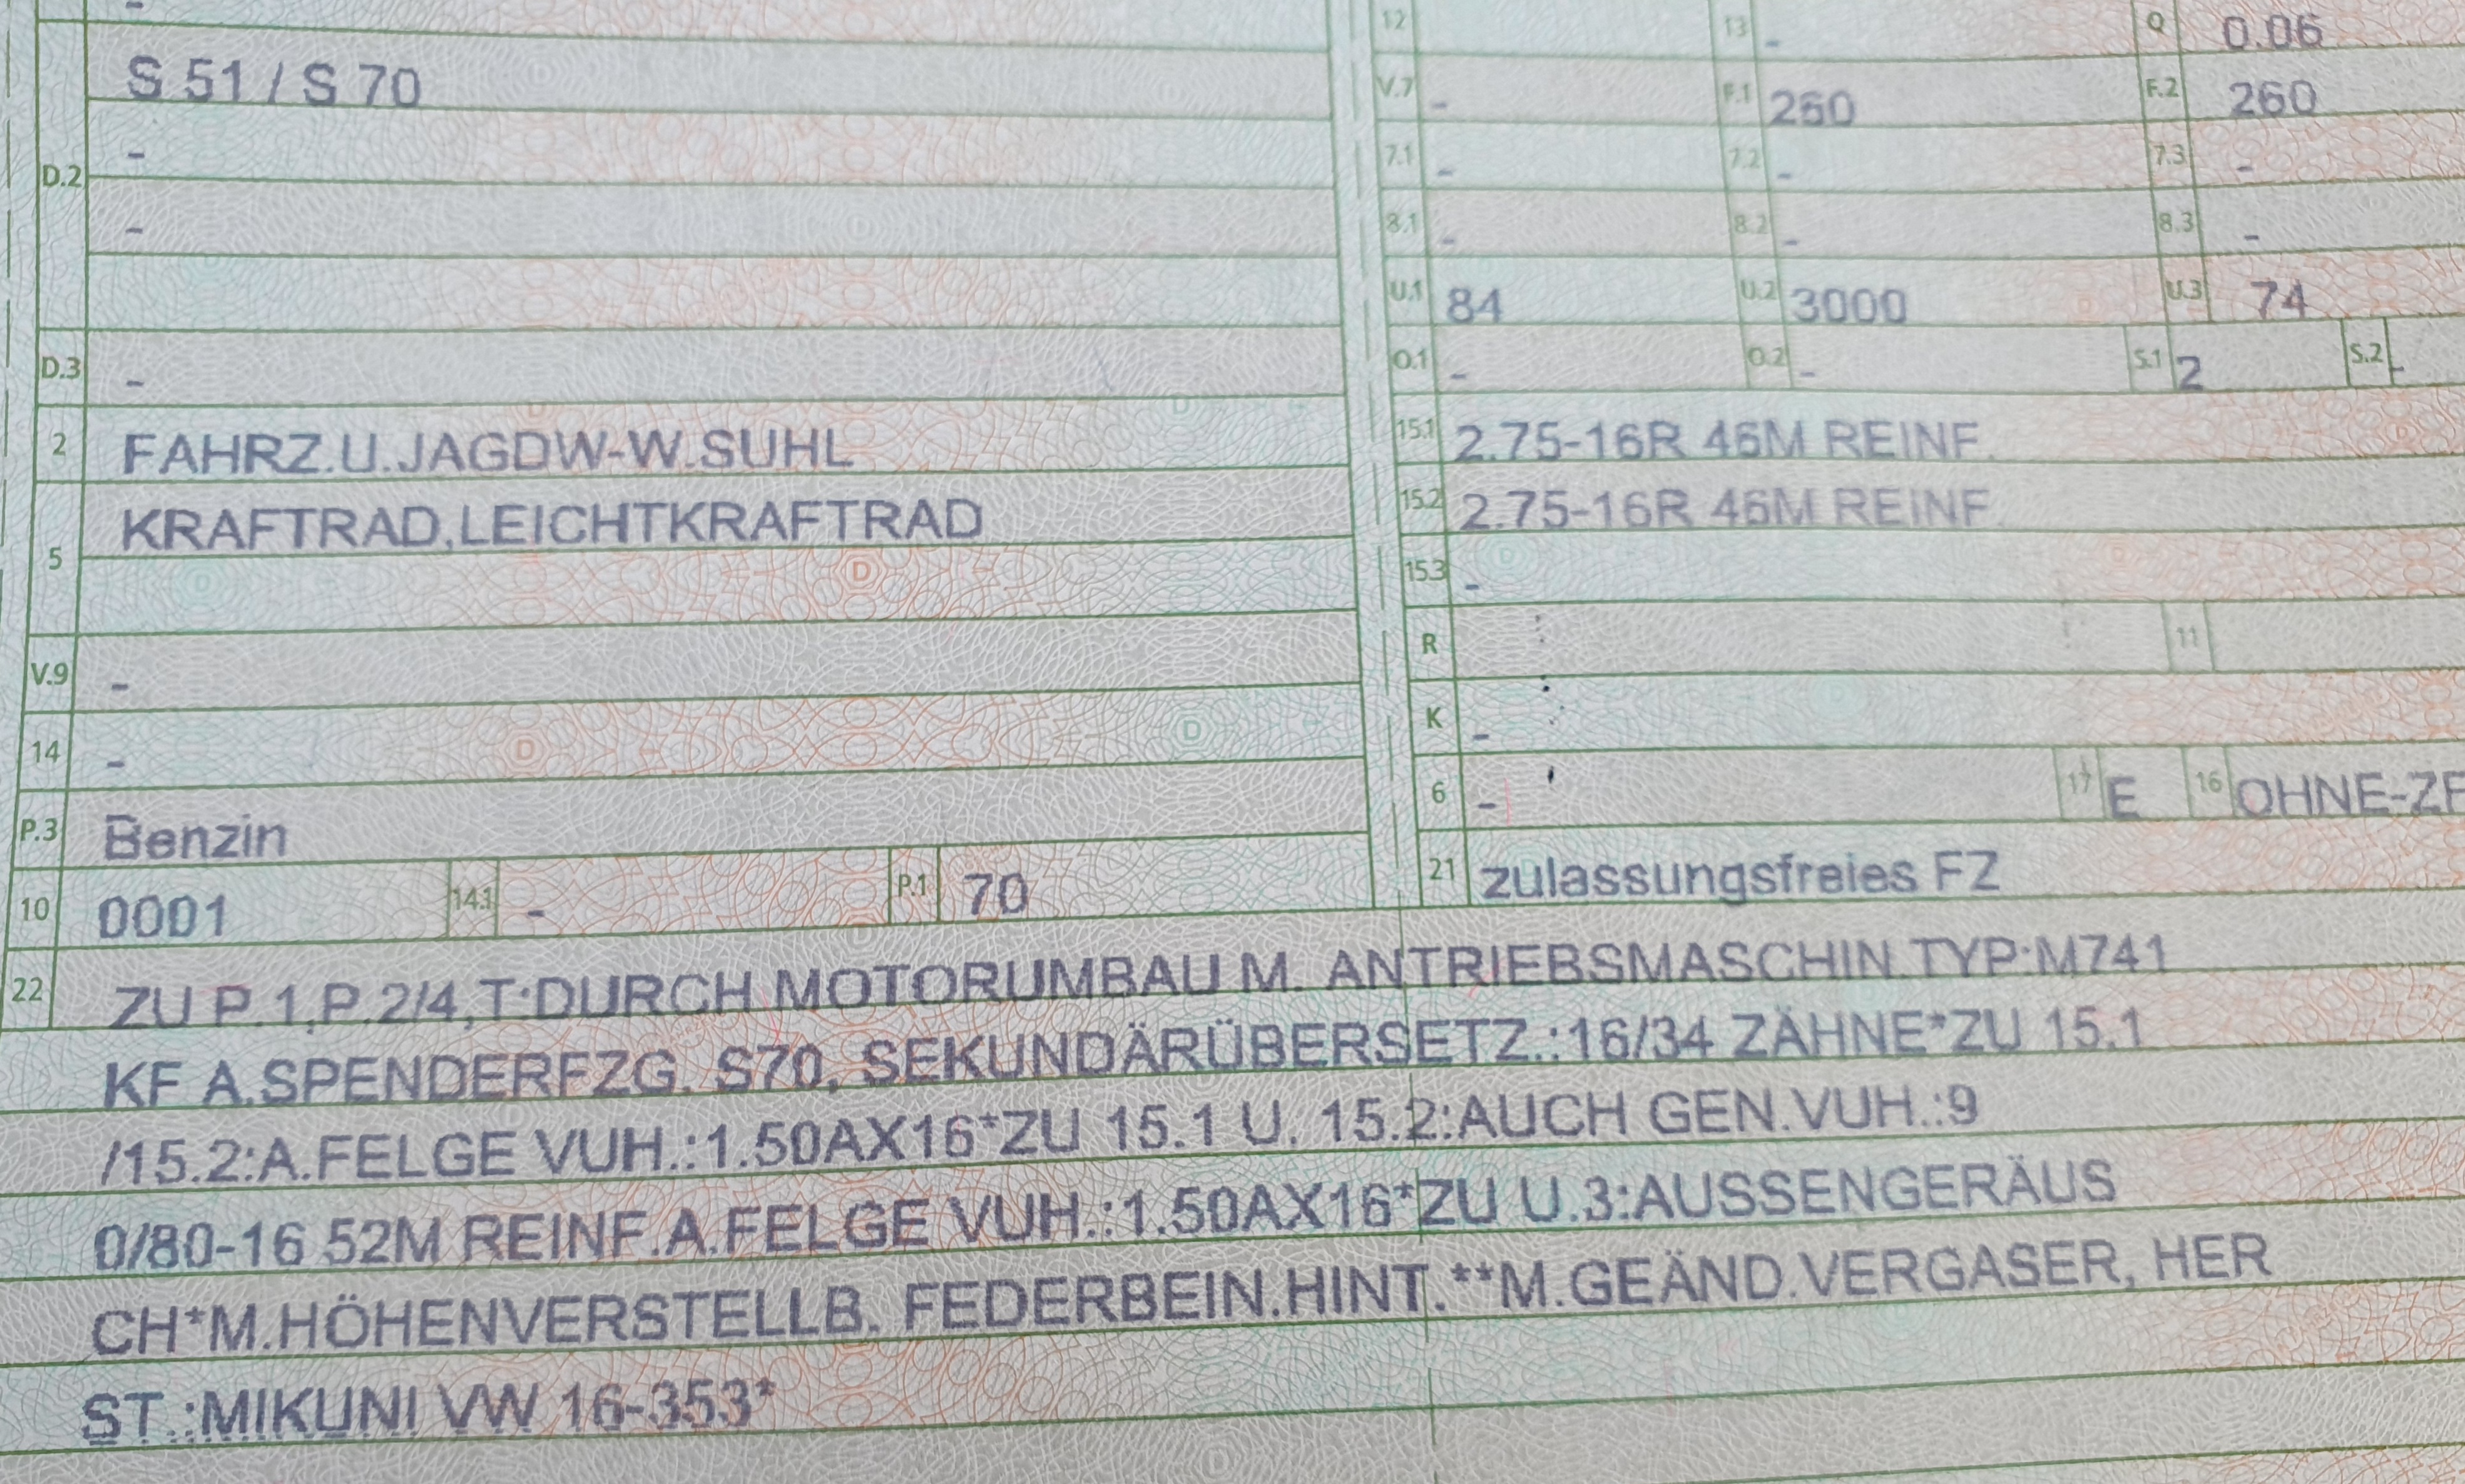 12 13 - Q 0.06
S 51 / S 70
V.7 - F.1 260 F.2 260
D.2 -
7.1 - 7.2 - 7.3 -
-
8.1 - 8.2 - 8.3 -
U.1 84 U.2 3000 U.3 74
D.3 -
O.1 - O.2 - S.1 2 S.2 -
2 FAHRZ.U.JAGDW-W.SUHL
15.1 2.75-16R 46M REINF.
5 KRAFTRAD,LEICHTKRAFTRAD
15.2 2.75-16R 46M REINF.
15.3 -
V.9 -
R 11
14 -
K -
P.3 Benzin
6 - 17 E 16 OHNE-ZF
10 0001 14.1 - P.1 70
21 zulassungsfreies FZ
22 ZU P.1,P.2/4,T:DURCH MOTORUMBAU M. ANTRIEBSMASCHIN.TYP:M741
KF A.SPENDERFZG. S70, SEKUNDÄRÜBERSETZ.:16/34 ZÄHNE*ZU 15.1
/15.2:A.FELGE VUH.:1.50AX16*ZU 15.1 U. 15.2:AUCH GEN.VUH.:9
0/80-16 52M REINF.A.FELGE VUH.:1.50AX16*ZU U.3:AUSSENGERÄUS
CH*M.HÖHENVERSTELLB. FEDERBEIN.HINT.**M.GEÄND.VERGASER, HER
ST.:MIKUNI VW 16-353*